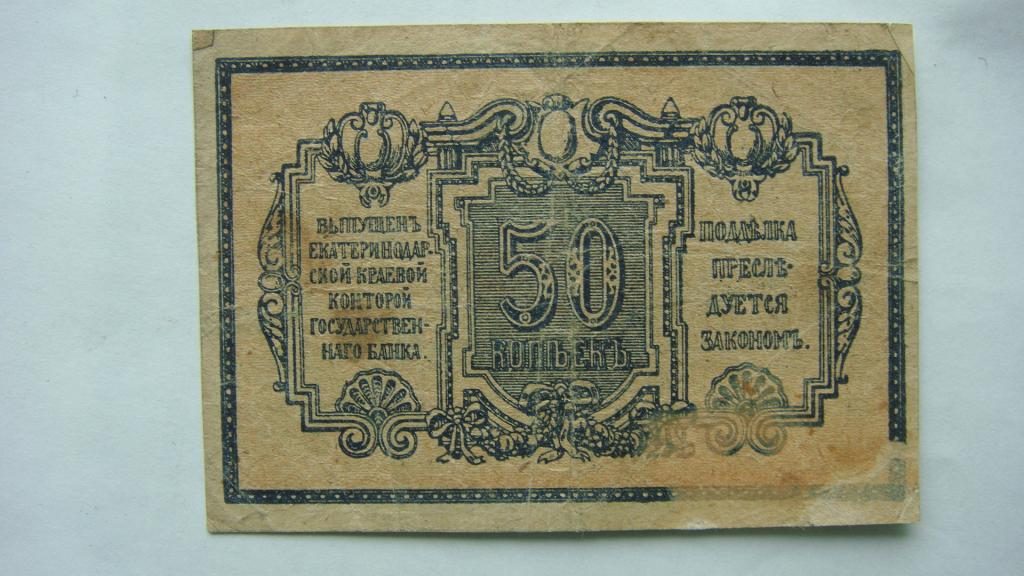 ВЫПУЩЕНЪ
ЕКАТЕРИНОДАР-
СКОЙ КРАЕВОЙ
КОНТОРОЙ
ГОСУДАРСТВЕН-
НАГО БАНКА.
50
КОПѢЕКЪ
ПОДДѢЛКА
ПРЕСЛѢ-
ДУЕТСЯ
ЗАКОНОМЪ.